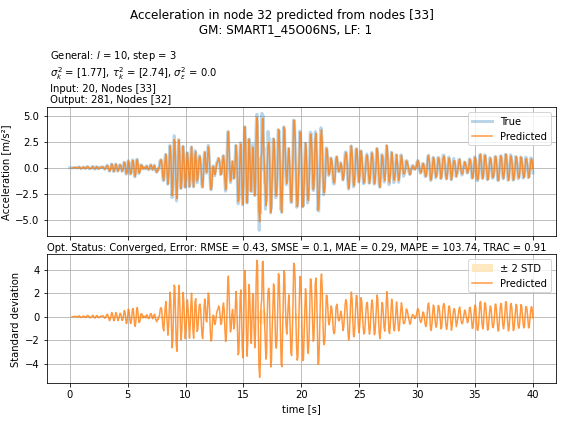 Acceleration in node 32 predicted from nodes [33]
GM: SMART1_45O06NS, LF: 1
General: l = 10, step = 3
σ²ₖ = [1.77], τ²ₖ = [2.74], σ²ₑ = 0.0
Input: 20, Nodes [33]
Output: 281, Nodes [32]
Acceleration [m/s²]
5.0
2.5
0.0
−2.5
−5.0
True
Predicted
Opt. Status: Converged, Error: RMSE = 0.43, SMSE = 0.1, MAE = 0.29, MAPE = 103.74, TRAC = 0.91
Standard deviation
4
2
0
−2
−4
± 2 STD
Predicted
0 5 10 15 20 25 30 35 40
time [s]